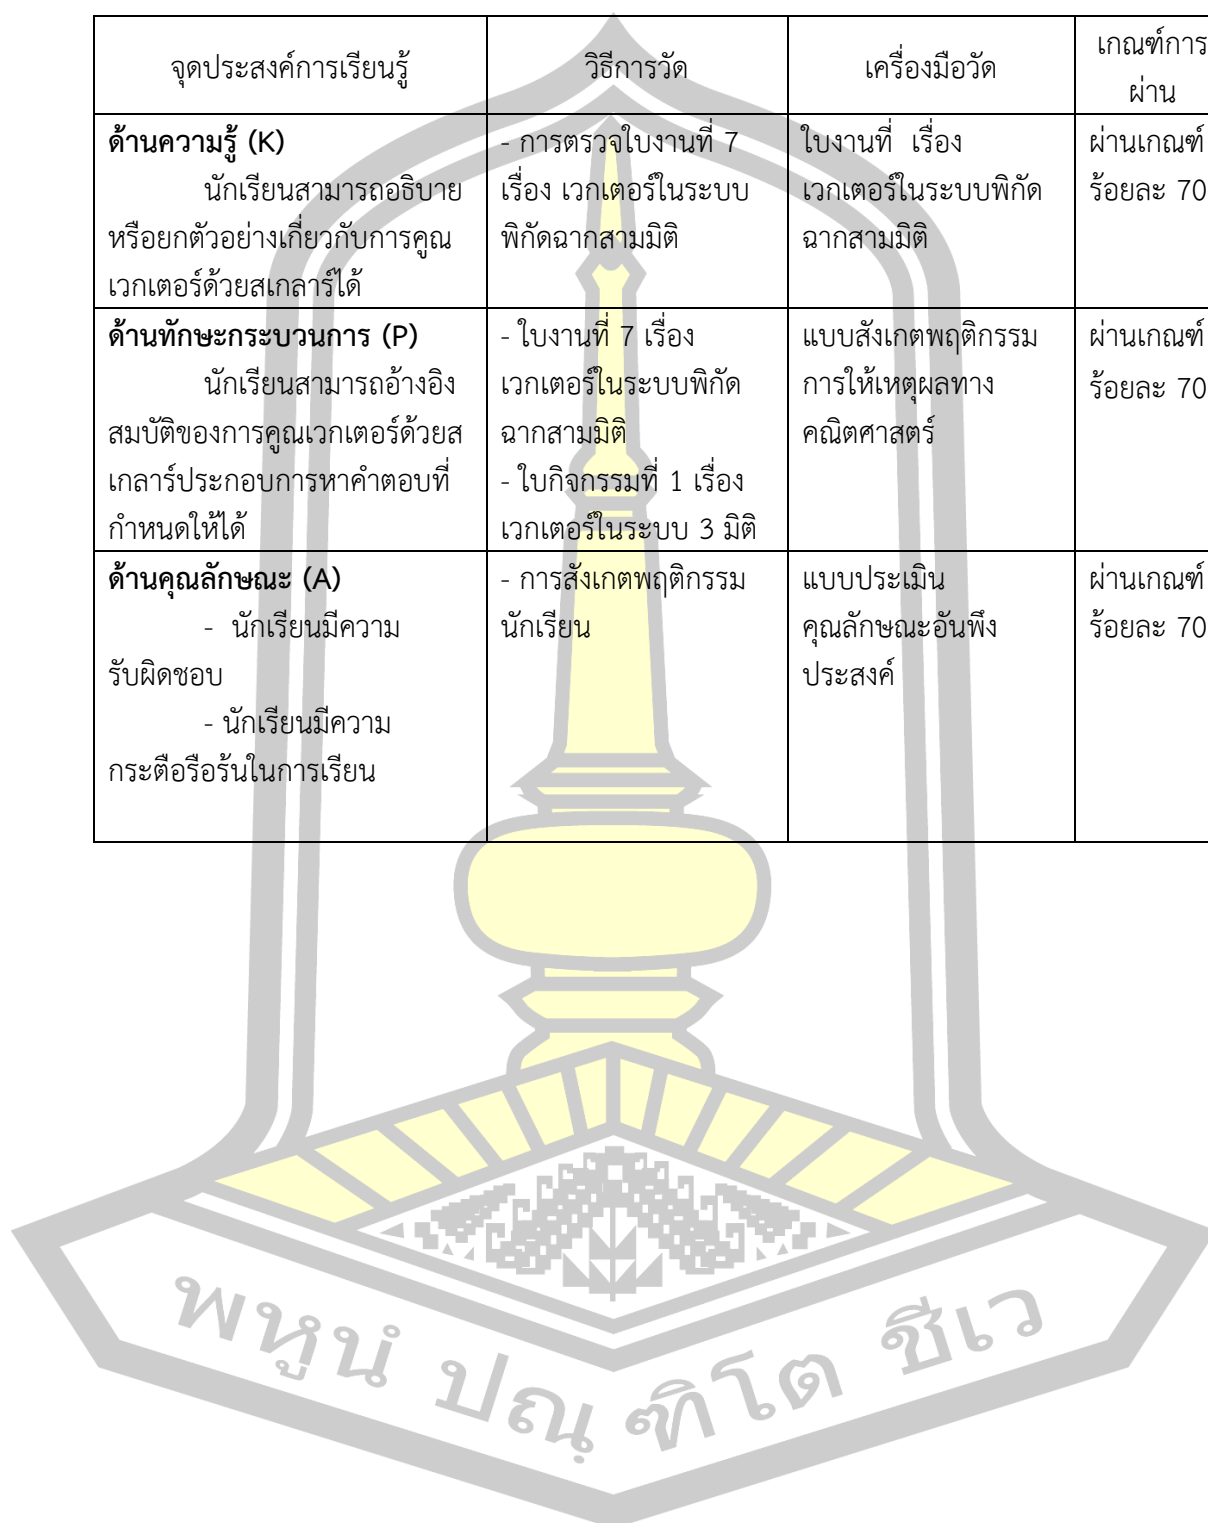 จุดประสงค์การเรียนรู้
วิธีการวัด
เครื่องมือวัด
เกณฑ์การ
ผ่าน
ด้านความรู้ (K)
นักเรียนสามารถอธิบาย
หรือยกตัวอย่างเกี่ยวกับการคูณ
เวกเตอร์ด้วยสเกลาร์ได้
- การตรวจใบงานที่ 7
เรื่อง เวกเตอร์ในระบบ
พิกัดฉากสามมิติ
ใบงานที่ เรื่อง
เวกเตอร์ในระบบพิกัด
ฉากสามมิติ
ผ่านเกณฑ์
ร้อยละ 70
ด้านทักษะกระบวนการ (P)
นักเรียนสามารถอ้างอิง
สมบัติของการคูณเวกเตอร์ด้วยส
เกลาร์ประกอบการหาคำตอบที่
กำหนดให้ได้
- ใบงานที่ 7 เรื่อง
เวกเตอร์ในระบบพิกัด
ฉากสามมิติ
- ใบกิจกรรมที่ 1 เรื่อง
เวกเตอร์ในระบบ 3 มิติ
แบบสังเกตพฤติกรรม
การให้เหตุผลทาง
คณิตศาสตร์
ผ่านเกณฑ์
ร้อยละ 70
ด้านคุณลักษณะ (A)
- นักเรียนมีความ
รับผิดชอบ
- นักเรียนมีความ
กระตือรือร้นในการเรียน
- การสังเกตพฤติกรรม
นักเรียน
แบบประเมิน
คุณลักษณะอันพึง
ประสงค์
ผ่านเกณฑ์
ร้อยละ 70
พหูนํ ปณฺฑิโต ชีเว